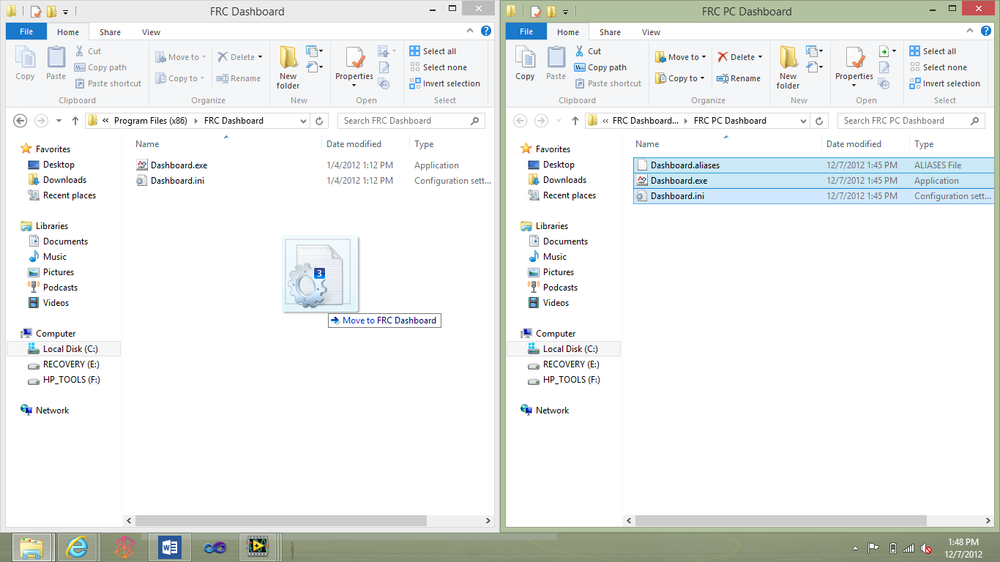 FRC Dashboard
File Home Share View
Copy
Paste
Cut
Copy path
Paste shortcut
Clipboard
Move to
Copy to
Delete
Rename
Organize
New folder
New
Properties
Open
Select all
Select none
Invert selection
Select
« Program Files (x86) FRC Dashboard
Search FRC Dashboard
Favorites
Desktop
Downloads
Recent places
Libraries
Documents
Music
Pictures
Podcasts
Videos
Computer
Local Disk (C:)
RECOVERY (E:)
HP_TOOLS (F:)
Network
Name Date modified Type
Dashboard.exe 1/4/2012 1:12 PM Application
Dashboard.ini 1/4/2012 1:12 PM Configuration sett...
3
Move to FRC Dashboard
FRC PC Dashboard
File Home Share View
Copy
Paste
Cut
Copy path
Paste shortcut
Clipboard
Move to
Copy to
Delete
Rename
Organize
New folder
New
Properties
Open
Select all
Select none
Invert selection
Select
« FRC Dashboard... FRC PC Dashboard
Search FRC PC Dashboard
Favorites
Desktop
Downloads
Recent places
Libraries
Documents
Music
Pictures
Podcasts
Videos
Computer
Local Disk (C:)
RECOVERY (E:)
HP_TOOLS (F:)
Network
Name Date modified Type
Dashboard.aliases 12/7/2012 1:45 PM ALIASES File
Dashboard.exe 12/7/2012 1:45 PM Application
Dashboard.ini 12/7/2012 1:45 PM Configuration sett...
1:48 PM
12/7/2012